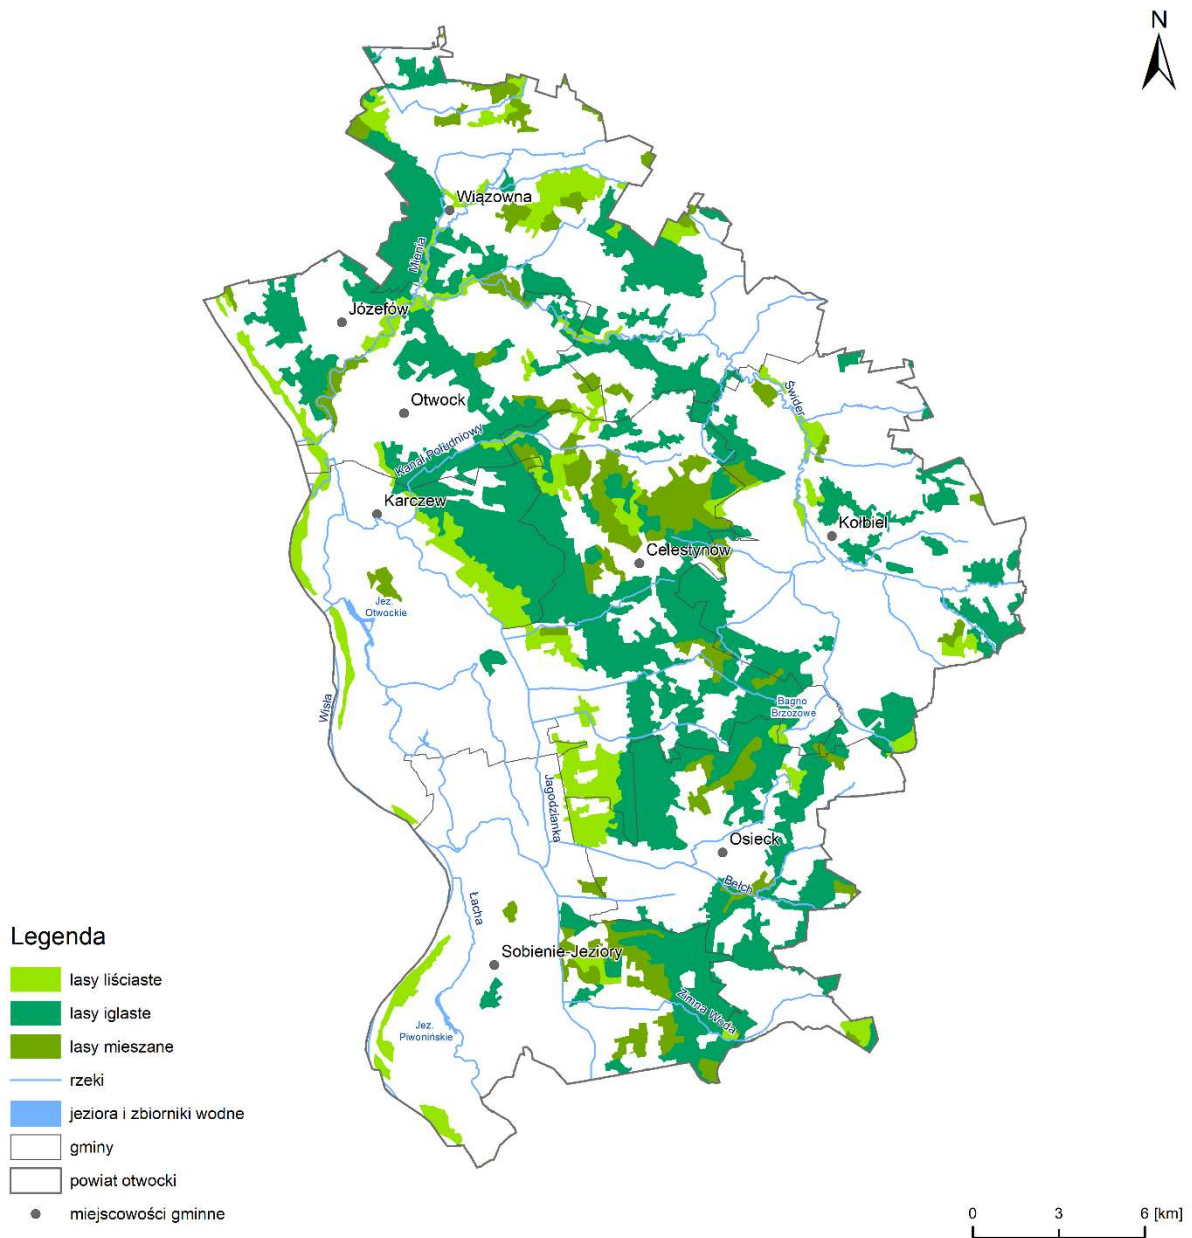 N
Wiązowna
Mienia
Józefów
Otwock
Świder
Kanał Południowy
Karczew
Kołbiel
Celestynów
Jez.
Otwockie
Wisła
Bagno
Brzozowe
Jagodzianka
Osieck
Bełch
Łacha
Sobienie-Jeziory
Zimna Woda
Jez.
Piwonińskie
Legenda
lasy liściaste
lasy iglaste
lasy mieszane
rzeki
jeziora i zbiorniki wodne
gminy
powiat otwocki
miejscowości gminne
0 3 6 [km]